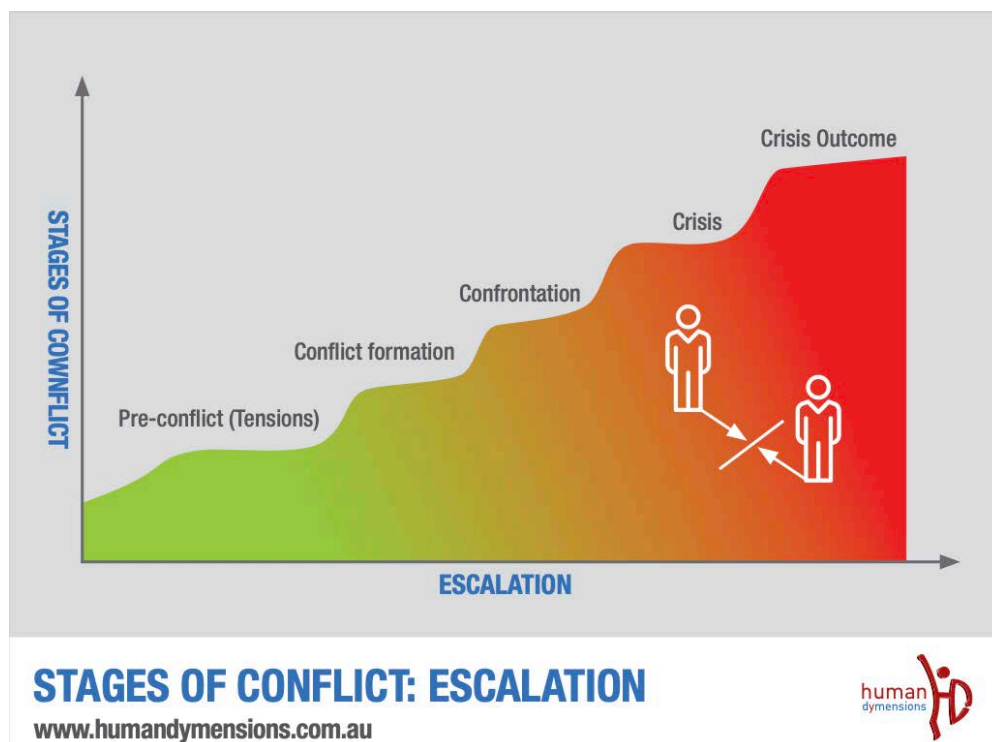 Crisis Outcome
Crisis
Confrontation
Conflict formation
Pre-conflict (Tensions)
STAGES OF COWNFLICT
ESCALATION
STAGES OF CONFLICT: ESCALATION
www.humandymensions.com.au
human
dymensions
HD